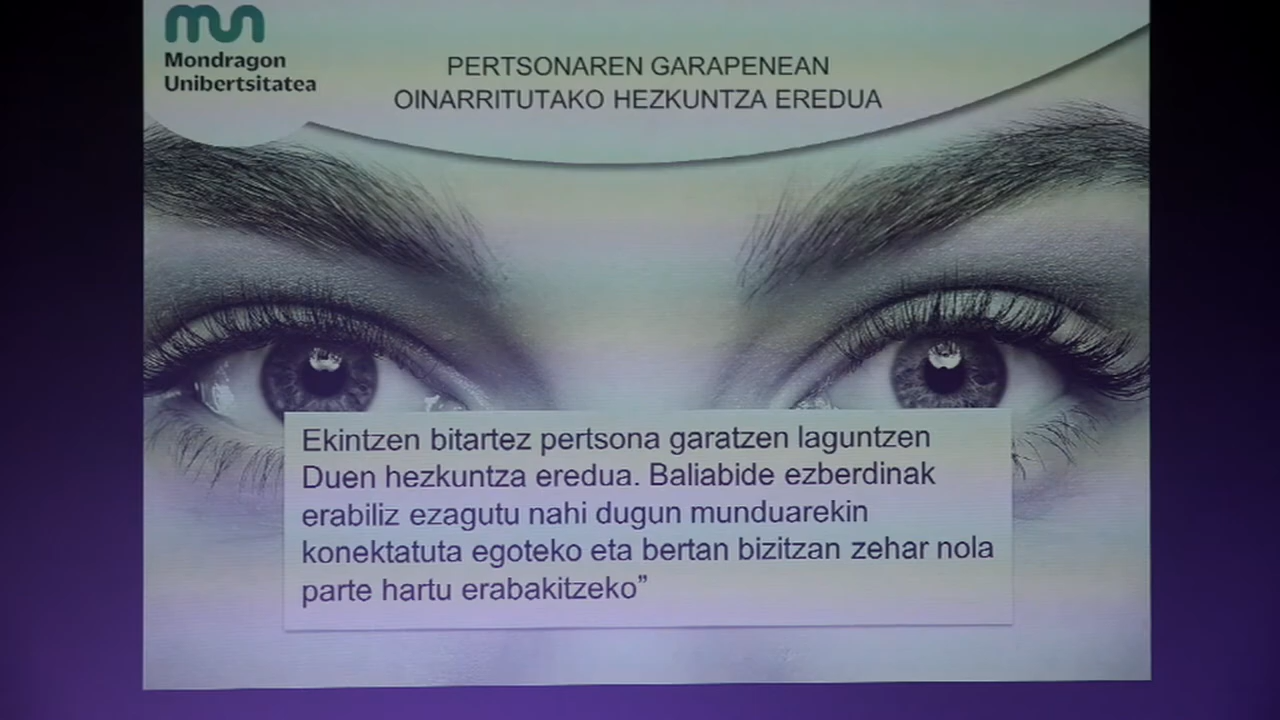 Mondragon
Unibertsitatea
PERTSONAREN GARAPENEAN
OINARRITUTAKO HEZKUNTZA EREDUA
Ekintzen bitartez pertsona garatzen laguntzen
Duen hezkuntza eredua. Baliabide ezberdinak
erabiliz ezagutu nahi dugun munduarekin
konektatuta egoteko eta bertan bizitzan zehar nola
parte hartu erabakitzeko”